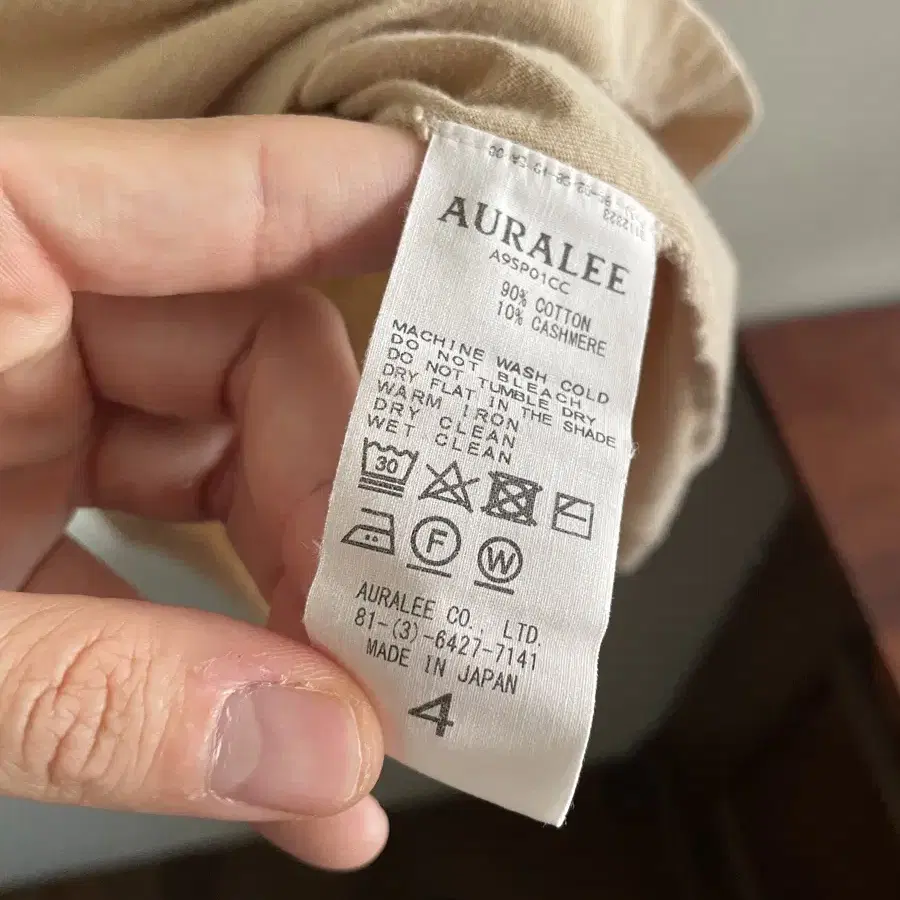 AURALEE
A9SP01CC
90% COTTON
10% CASHMERE
MACHINE WASH COLD
DO NOT BLEACH
DO NOT TUMBLE DRY
DRY FLAT IN THE SHADE
WARM IRON
DRY CLEAN
WET CLEAN
30
F
W
AURALEE CO., LTD.
81-(3)-6427-7141
MADE IN JAPAN
4